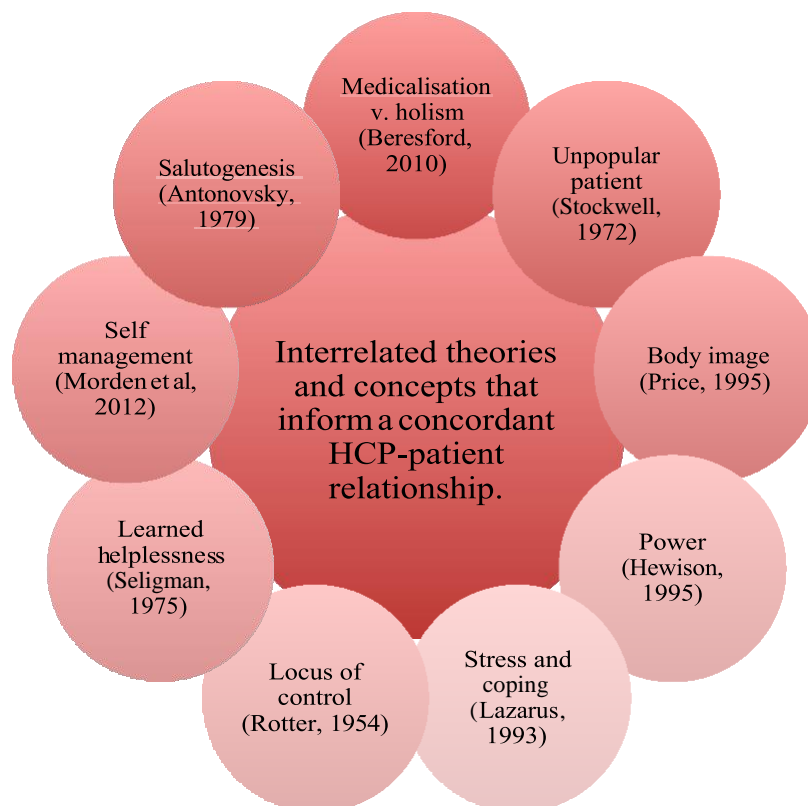 Medicalisation
v. holism
(Beresford,
2010)
Unpopular
patient
(Stockwell,
1972)
Body image
(Price, 1995)
Power
(Hewison,
1995)
Stress and
coping
(Lazarus,
1993)
Locus of
control
(Rotter, 1954)
Learned
helplessness
(Seligman,
1975)
Self
management
(Morden et al,
2012)
Salutogenesis
(Antonovsky,
1979)
Interrelated theories
and concepts that
inform a concordant
HCP-patient
relationship.